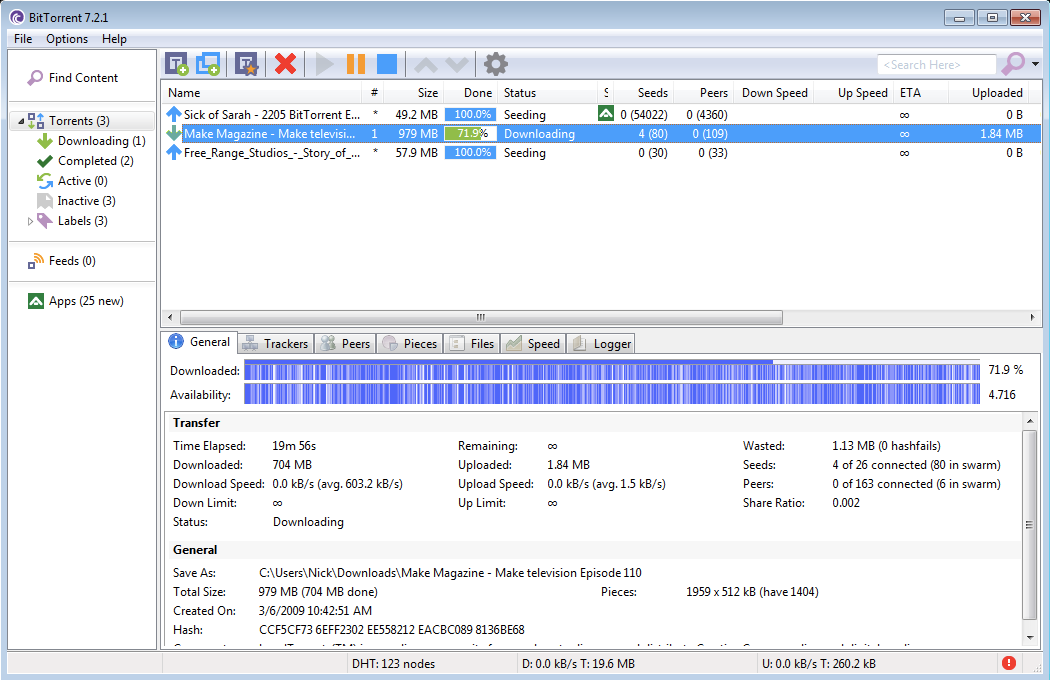 BitTorrent 7.2.1
File Options Help
Find Content
<Search Here>
Torrents (3)
Downloading (1)
Completed (2)
Active (0)
Inactive (3)
Labels (3)
Feeds (0)
Apps (25 new)
Name # Size Done Status S Seeds Peers Down Speed Up Speed ETA Uploaded
Sick of Sarah - 2205 BitTorrent E... * 49.2 MB 100.0% Seeding 0 (54022) 0 (4360) ∞ 0 B
Make Magazine - Make televisi... 1 979 MB 71.9% Downloading 4 (80) 0 (109) 1.84 MB
Free_Range_Studios_-_Story_of_... * 57.9 MB 100.0% Seeding 0 (30) 0 (33) ∞ 0 B
General Trackers Peers Pieces Files Speed Logger
Downloaded: 71.9 %
Availability: 4.716
Transfer
Time Elapsed: 19m 56s Remaining: ∞ Wasted: 1.13 MB (0 hashfails)
Downloaded: 704 MB Uploaded: 1.84 MB Seeds: 4 of 26 connected (80 in swarm)
Download Speed: 0.0 kB/s (avg. 603.2 kB/s) Upload Speed: 0.0 kB/s (avg. 1.5 kB/s) Peers: 0 of 163 connected (6 in swarm)
Down Limit: ∞ Up Limit: ∞ Share Ratio: 0.002
Status: Downloading
General
Save As: C:\Users\Nick\Downloads\Make Magazine - Make television Episode 110
Total Size: 979 MB (704 MB done) Pieces: 1959 x 512 kB (have 1404)
Created On: 3/6/2009 10:42:51 AM
Hash: CCF5CF73 6EFF2302 EE558212 EACBC089 8136BE68
DHT: 123 nodes D: 0.0 kB/s T: 19.6 MB U: 0.0 kB/s T: 260.2 kB